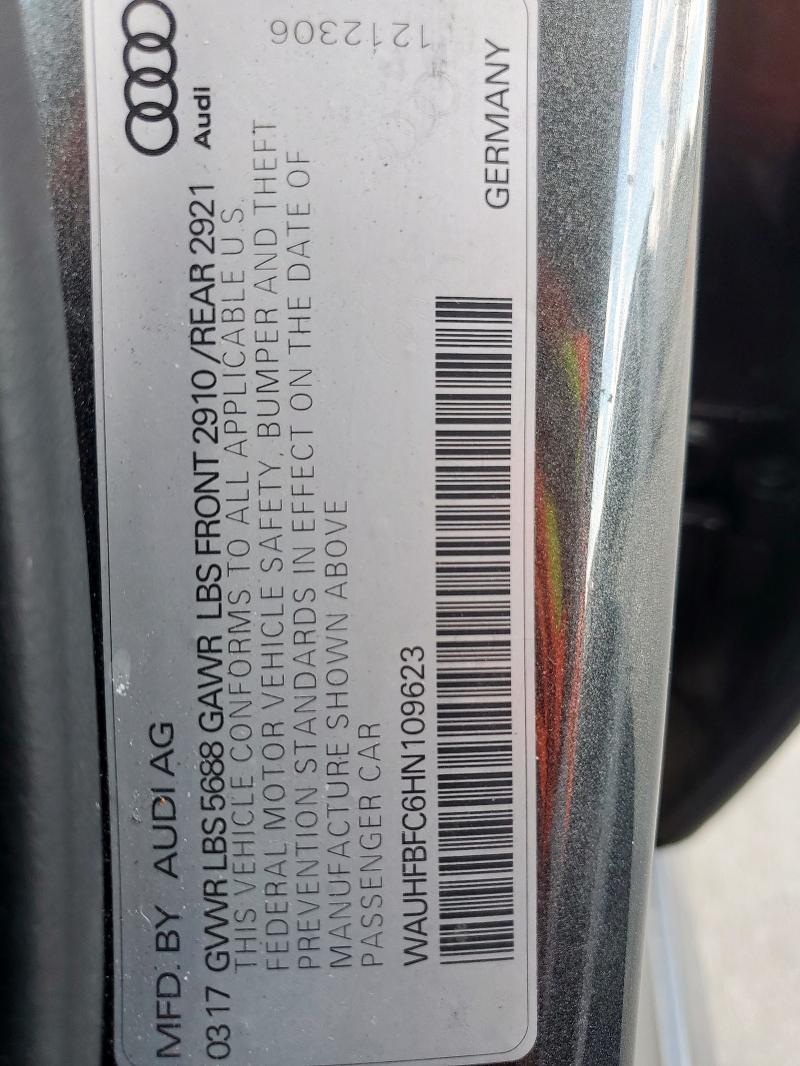 MFD. BY AUDI AG
Audi
0317 GVWR LBS 5688 GAWR LBS FRONT 2910 /REAR 2921
THIS VEHICLE CONFORMS TO ALL APPLICABLE U.S.
FEDERAL MOTOR VEHICLE SAFETY, BUMPER AND THEFT
PREVENTION STANDARDS IN EFFECT ON THE DATE OF
MANUFACTURE SHOWN ABOVE
PASSENGER CAR
WAUHFBFC6HN109623
GERMANY
1212306